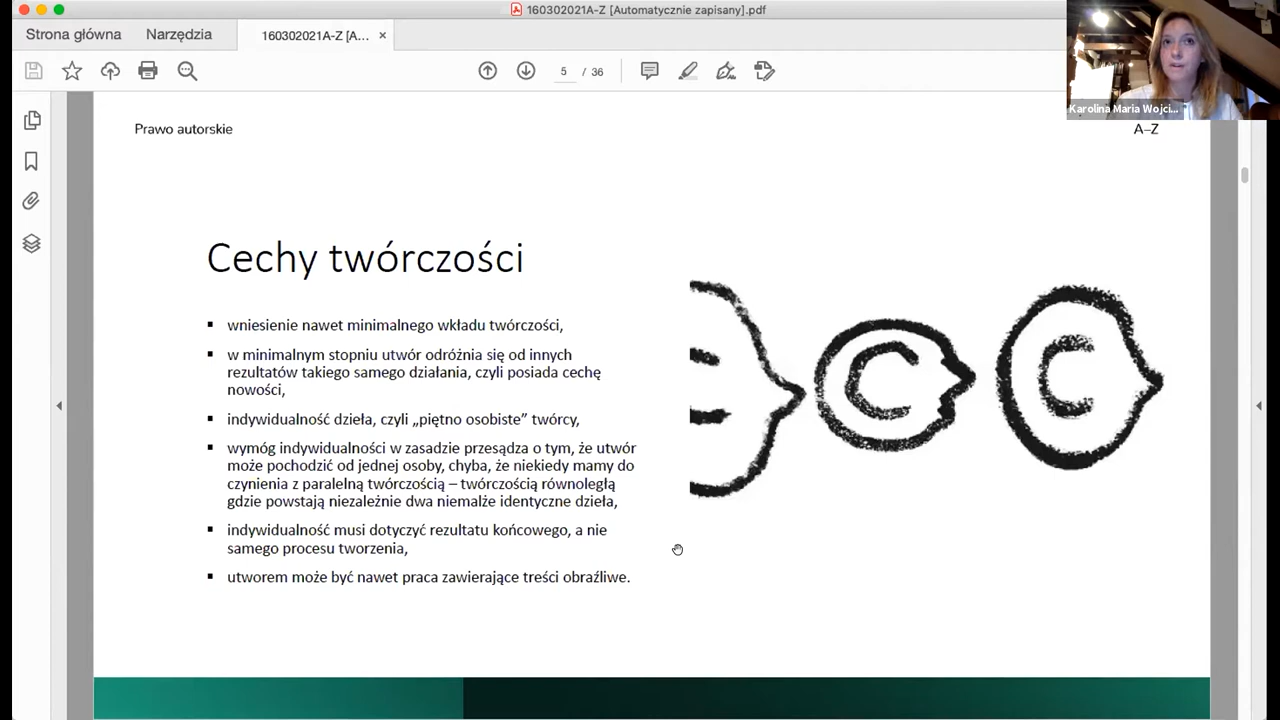 160302021A-Z [Automatycznie zapisany].pdf
Strona główna
Narzędzia
160302021A-Z [A... ×
5 / 36
Karolina Maria Wojci...
Prawo autorskie
A–Z
Cechy twórczości
▪ wniesienie nawet minimalnego wkładu twórczości,
▪ w minimalnym stopniu utwór odróżnia się od innych
rezultatów takiego samego działania, czyli posiada cechę
nowości,
▪ indywidualność dzieła, czyli „piętno osobiste” twórcy,
▪ wymóg indywidualności w zasadzie przesądza o tym, że utwór
może pochodzić od jednej osoby, chyba, że niekiedy mamy do
czynienia z paralelną twórczością – twórczością równoległą
gdzie powstają niezależnie dwa niemalże identyczne dzieła,
▪ indywidualność musi dotyczyć rezultatu końcowego, a nie
samego procesu tworzenia,
▪ utworem może być nawet praca zawierające treści obraźliwe.